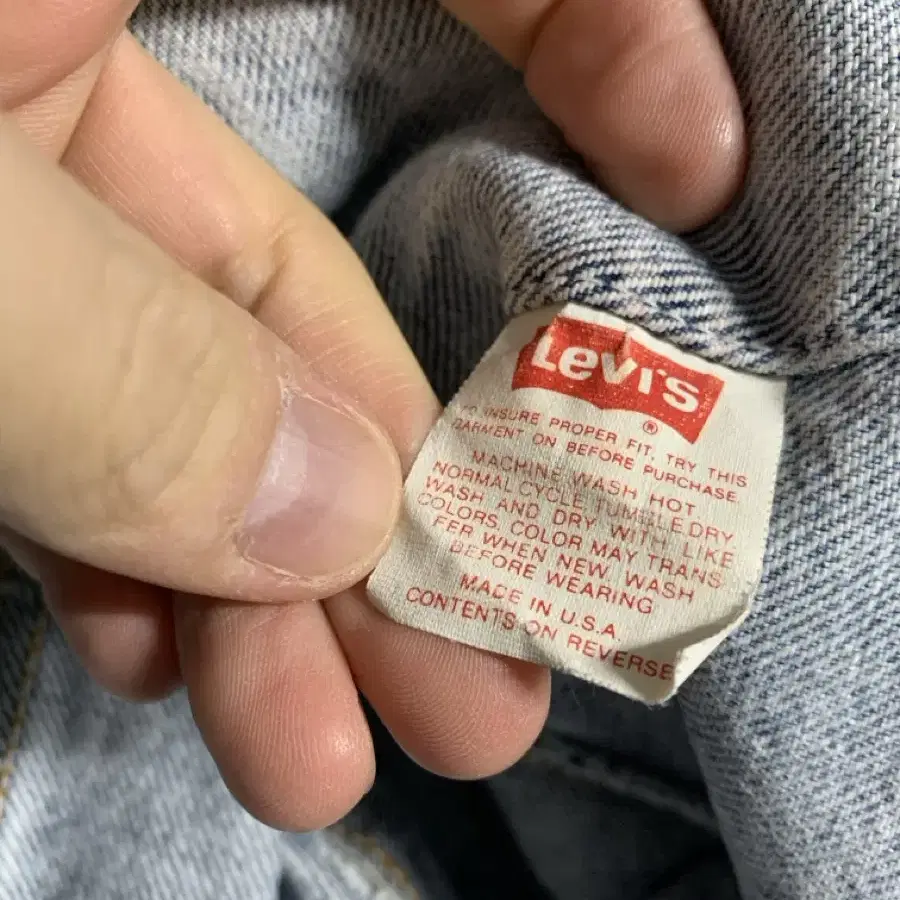 Levi's
®
TO INSURE PROPER FIT, TRY THIS
GARMENT ON BEFORE PURCHASE.
MACHINE WASH HOT,
NORMAL CYCLE, TUMBLE DRY.
WASH AND DRY WITH LIKE
COLORS, COLOR MAY TRANS-
FER WHEN NEW, WASH
BEFORE WEARING
MADE IN U.S.A.
CONTENTS ON REVERSE